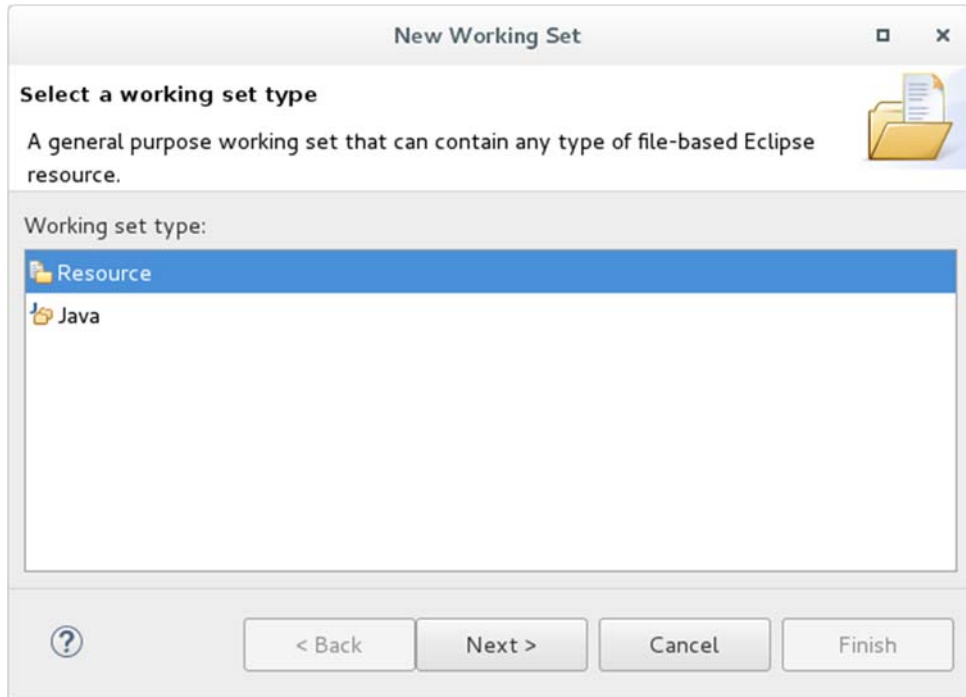 New Working Set
Select a working set type
A general purpose working set that can contain any type of file-based Eclipse
resource.
Working set type:
Resource
Java
?
< Back
Next >
Cancel
Finish